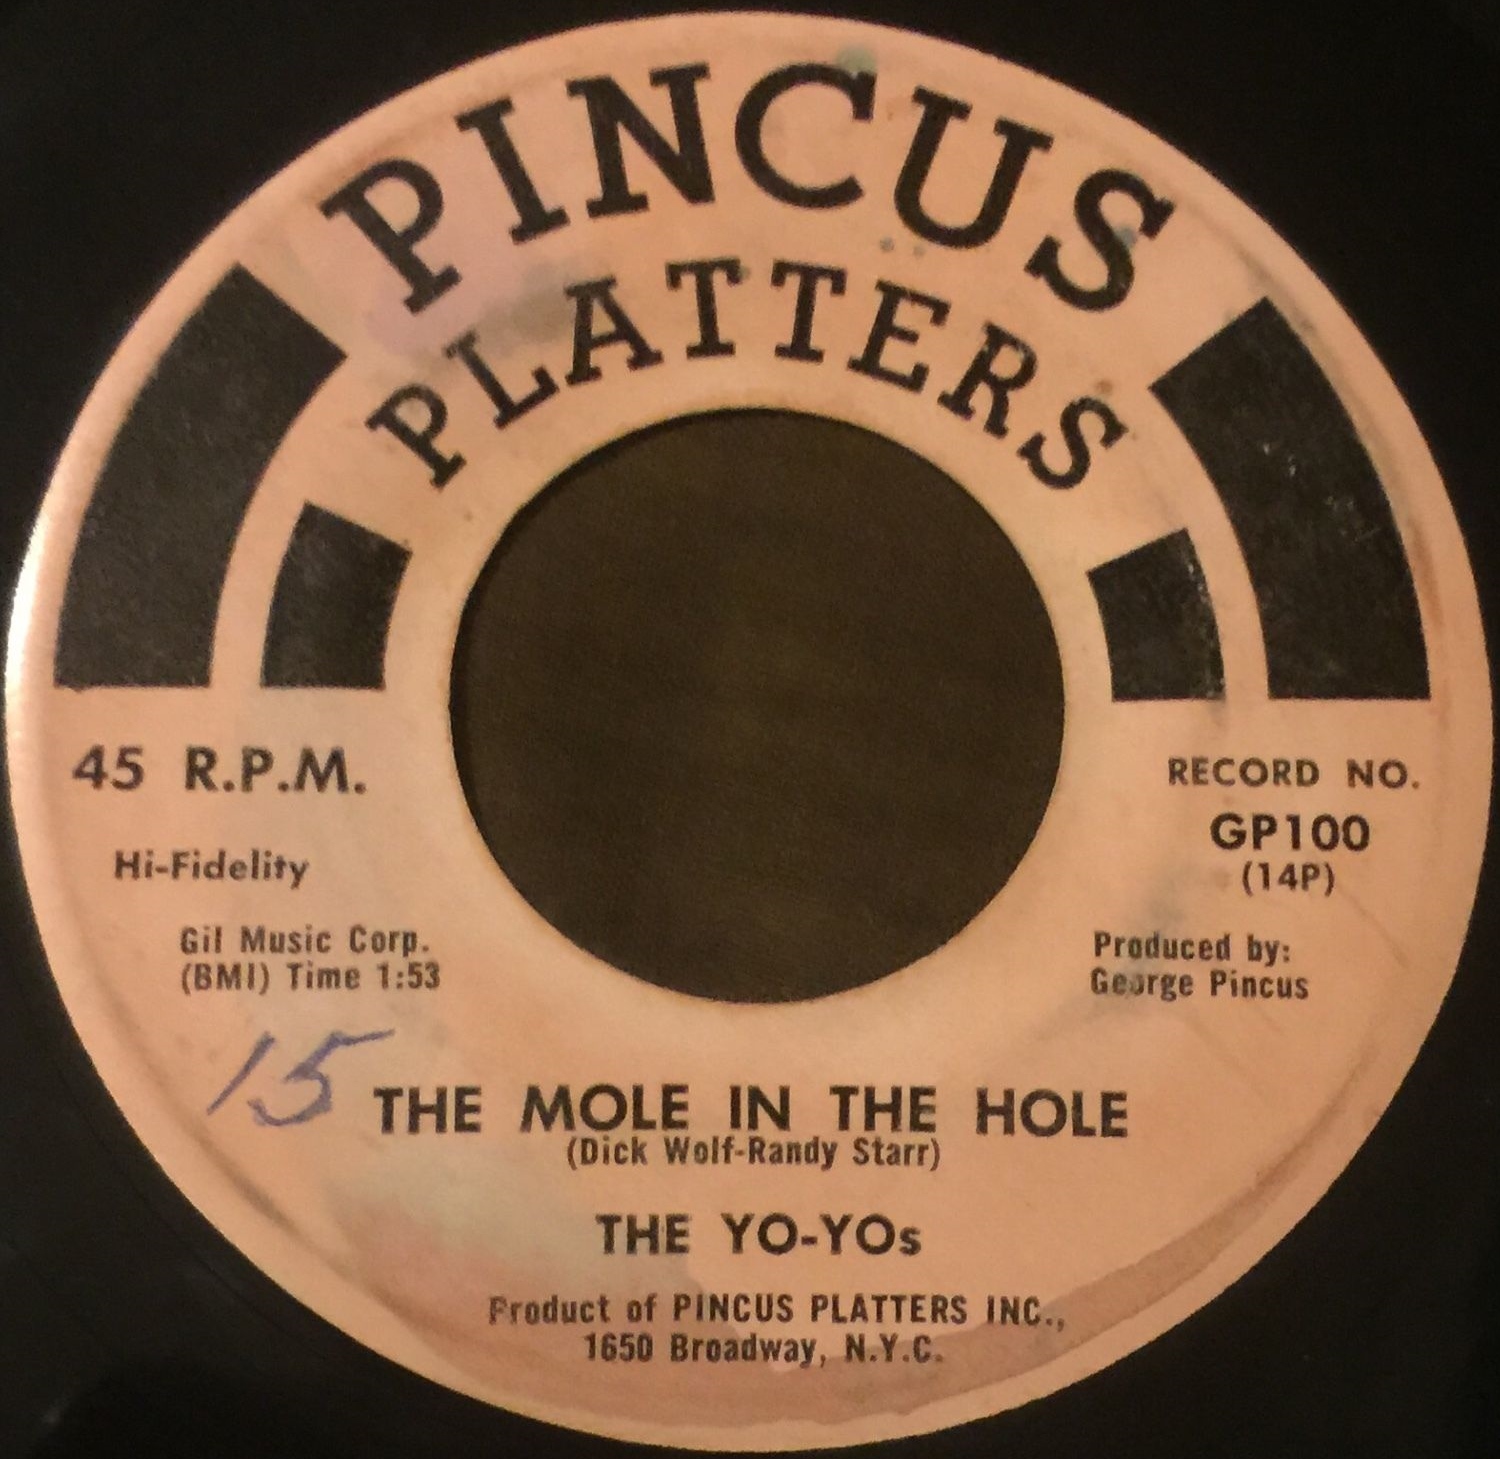 PINCUS
PLATTERS
45 R.P.M.
Hi-Fidelity
Gil Music Corp.
(BMI) Time 1:53
RECORD NO.
GP100
(14P)
Produced by:
George Pincus
15
THE MOLE IN THE HOLE
(Dick Wolf-Randy Starr)
THE YO-YOs
Product of PINCUS PLATTERS INC.,
1650 Broadway, N.Y.C.